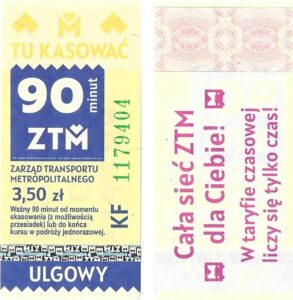 TU KASOWAĆ
90
minut
ZTM
ZARZĄD TRANSPORTU
METROPOLITALNEGO
3,50 zł
Ważny 90 minut od momentu
skasowania (z możliwością
przesiadek) lub do końca
kursu w podróży jednorazowej.
KF 1179404
ULGOWY
Cała sieć ZTM
dla Ciebie!
W taryfie czasowej
liczy się tylko czas!